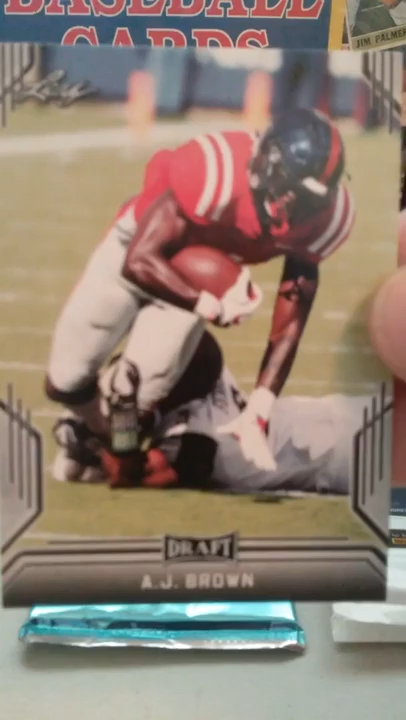 BASEBALL
CARDS
JIM PALMER
Leaf
DRAFT
A.J. BROWN